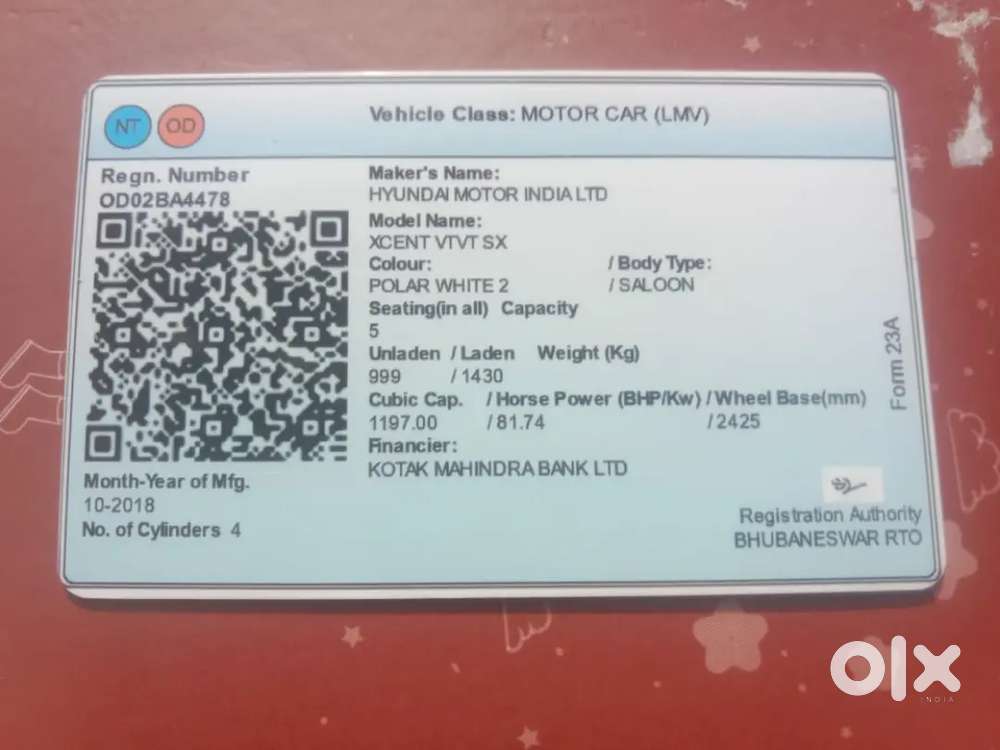 NT OD
Vehicle Class: MOTOR CAR (LMV)
Regn. Number
OD02BA4478
Maker's Name:
HYUNDAI MOTOR INDIA LTD
Model Name:
XCENT VTVT SX
Colour: / Body Type:
POLAR WHITE 2 / SALOON
Seating(in all) Capacity
5
Unladen / Laden Weight (Kg)
999 / 1430
Cubic Cap. / Horse Power (BHP/Kw) / Wheel Base(mm)
1197.00 / 81.74 / 2425
Financier:
KOTAK MAHINDRA BANK LTD
Month-Year of Mfg.
10-2018
No. of Cylinders 4
Form 23A
Registration Authority
BHUBANESWAR RTO
olx
INDIA